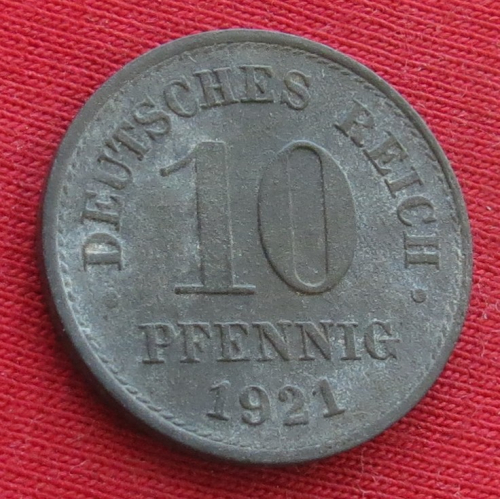 DEUTSCHES REICH
10
PFENNIG
1921